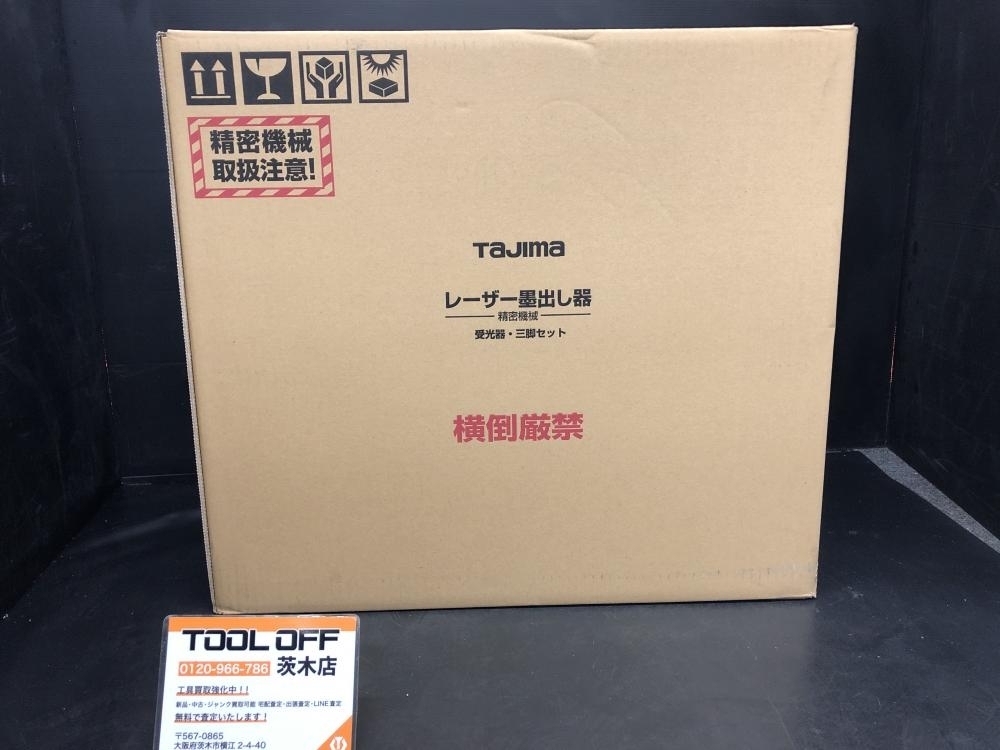 精密機械
取扱注意!
TaJIma
レーザー墨出し器
精密機械
受光器・三脚セット
横倒厳禁
TOOL OFF
0120-966-786 茨木店
工具買取強化中!!
新品・中古・ジャンク買取可能 宅配査定・出張査定・LINE査定
無料で査定いたします!
〒567-0865
大阪府茨木市横江2-4-40